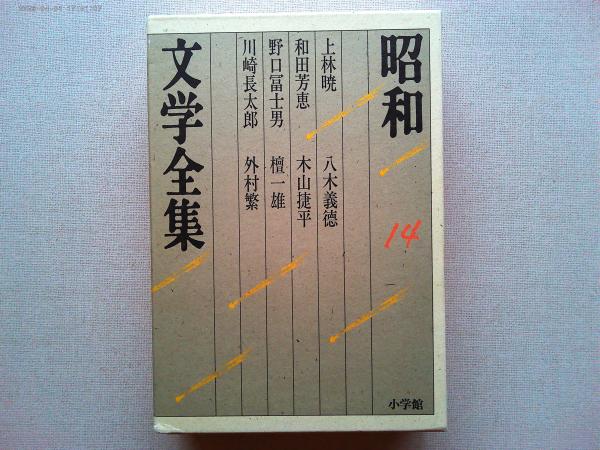 昭和
文学全集
14
上林暁
和田芳恵
野口冨士男
川崎長太郎
八木義徳
木山捷平
檀一雄
外村繁
小学館